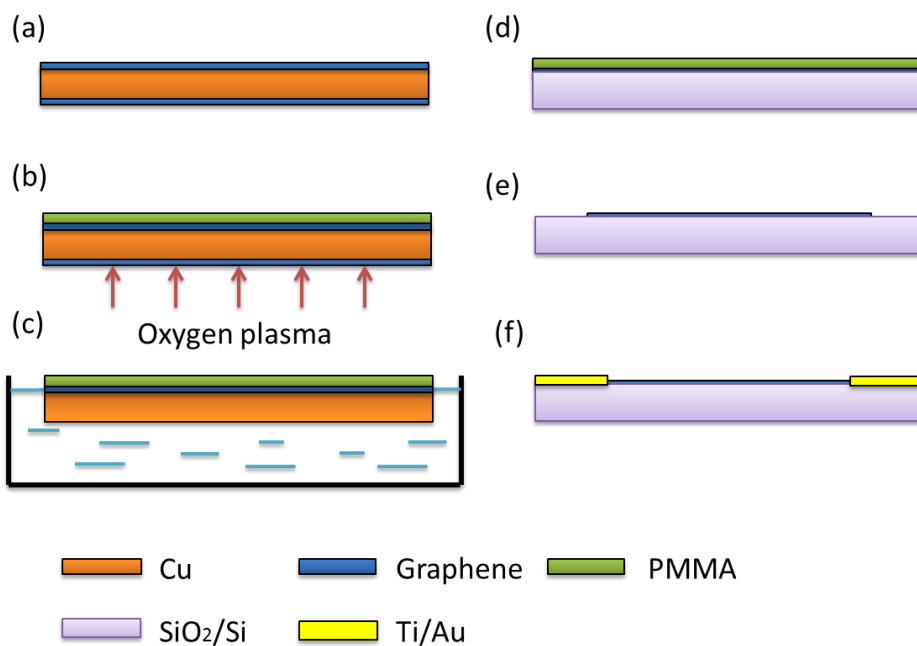 (a)
(b)
Oxygen plasma
(c)
(d)
(e)
(f)
Cu
Graphene
PMMA
SiO₂/Si
Ti/Au